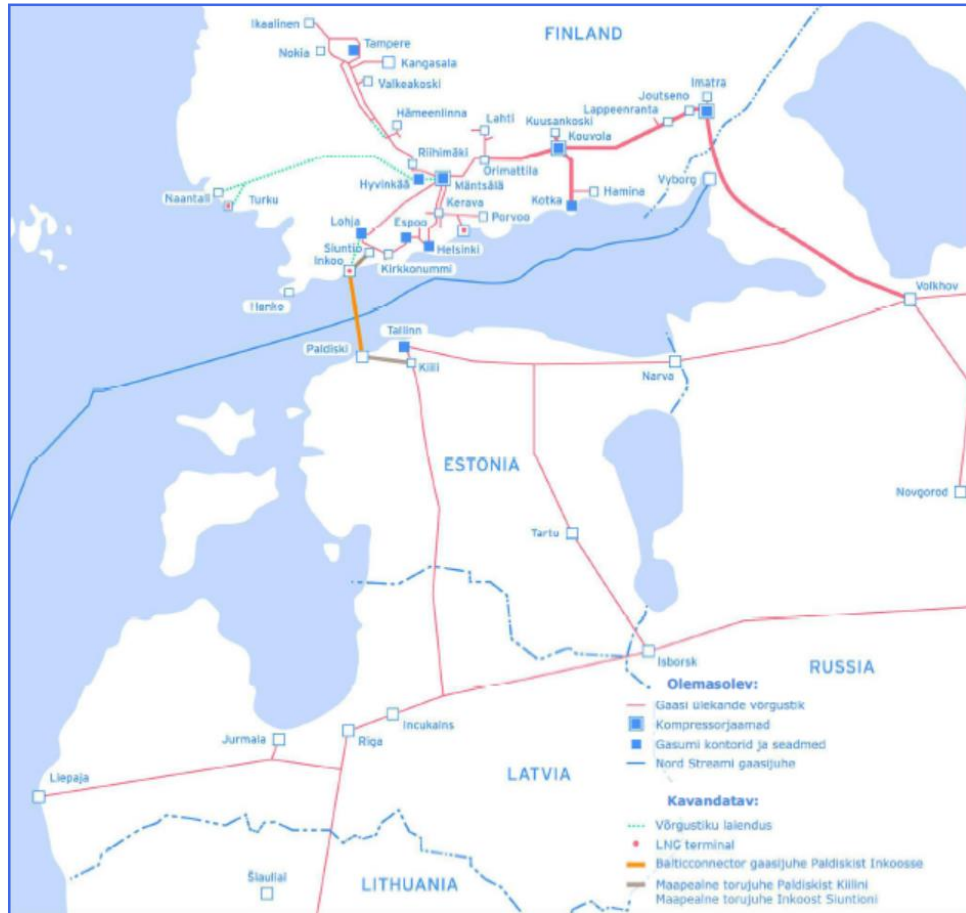 Ikaalinen
FINLAND
Nokia
Tampere
Kangasala
Valkeakoski
Imatra
Joutseno
Lappeenranta
Hämeenlinna
Lahti
Kuusankoski
Kouvola
Riihimäki
Orimattila
Hyvinkää
Mäntsälä
Vyborg
Naantali
Turku
Kerava
Kotka
Hamina
Lohja
Espoo
Porvoo
Siuntio
Helsinki
Inkoo
Kirkkonummi
Hanko
Volkhov
Tallinn
Paldiski
Kiili
Narva
ESTONIA
Novgorod
Tartu
Isborsk
RUSSIA
Olemasolev:
Gaasi ülekande võrgustik
Kompressorjaamad
Gasumi kontorid ja seadmed
Nord Streami gaasijuhe
Incukalns
Jurmala
Riga
Liepaja
LATVIA
Kavandatav:
Võrgustiku laiendus
LNG terminal
Balticconnector gaasijuhe Paldiskist Inkoosse
Maapealne torujuhe Paldiskist Kiilini
Maapealne torujuhe Inkoost Siuntioni
Šiauliai
LITHUANIA